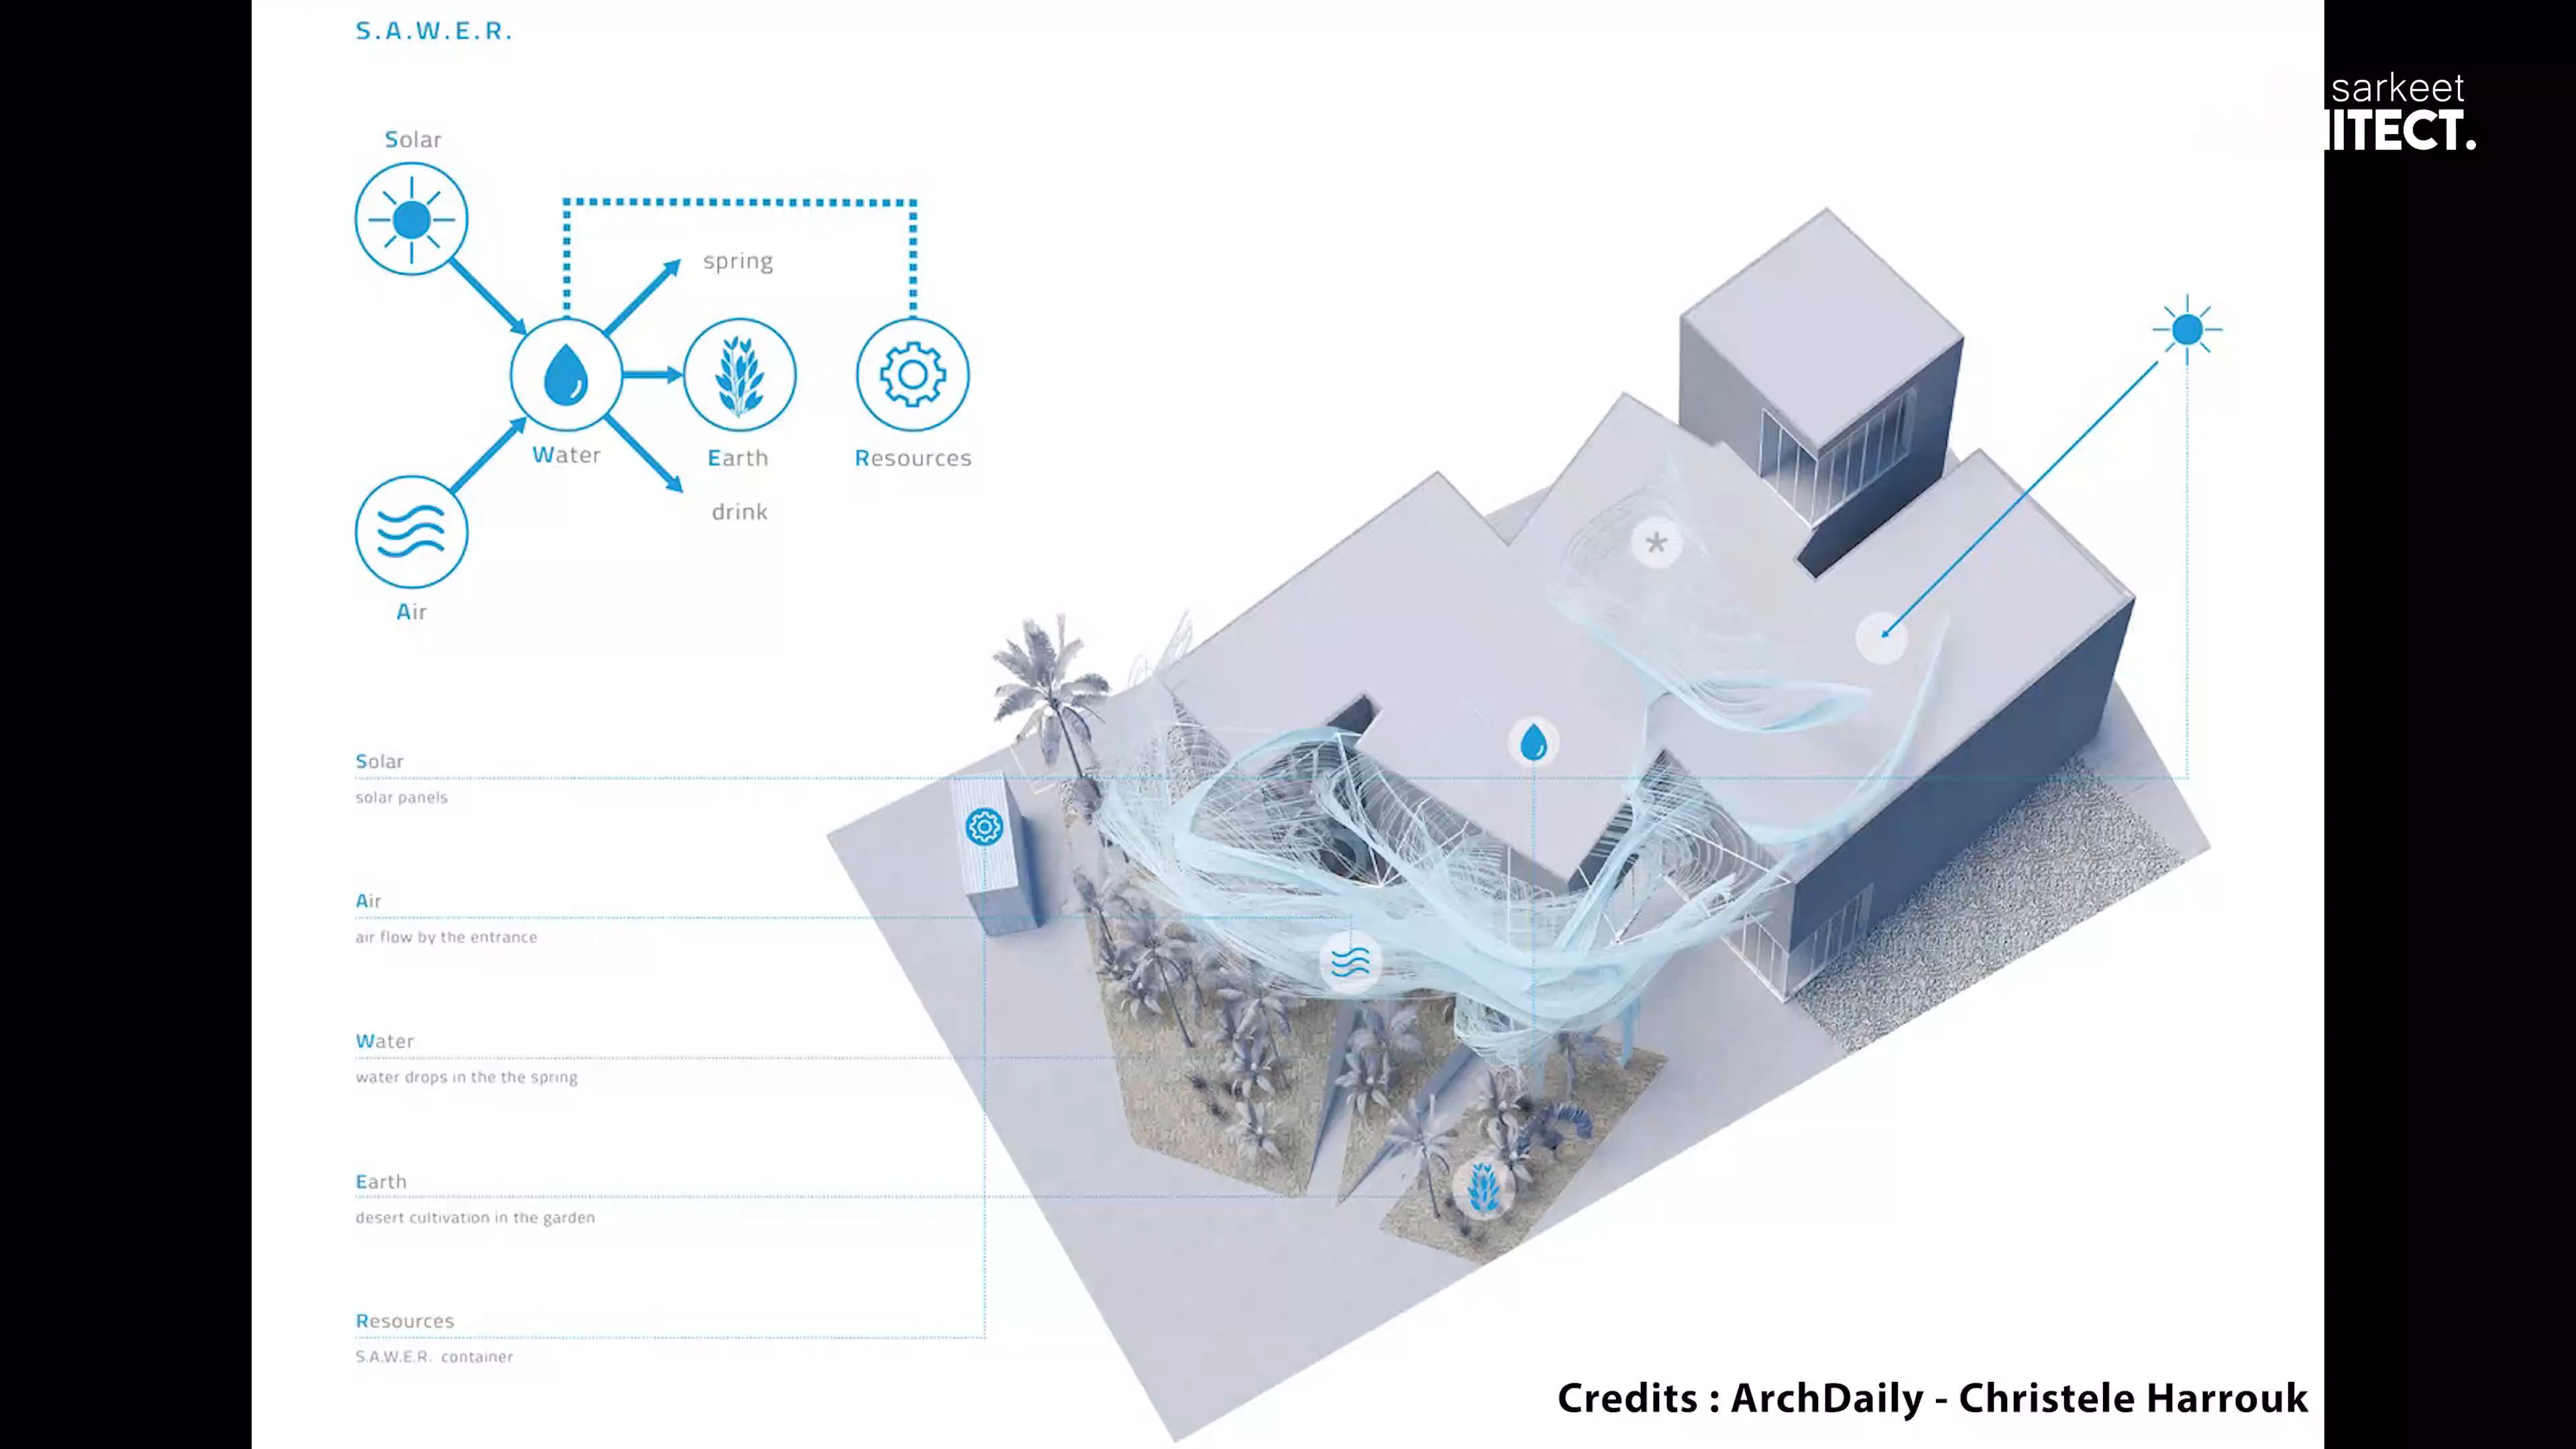 S.A.W.E.R.
sarkeet
ITECT.
Solar
spring
Water
Earth
Resources
drink
Air
Solar
solar panels
Air
air flow by the entrance
Water
water drops in the the spring
Earth
desert cultivation in the garden
Resources
S.A.W.E.R. container
Credits : ArchDaily - Christele Harrouk